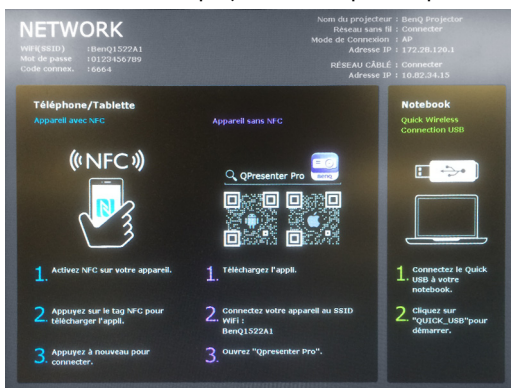 NETWORK
WiFi(SSID) :BenQ1522A1
Mot de passe :0123456789
Code connex. :6664
Nom du projecteur : BenQ Projector
Réseau sans fil : Connecter
Mode de Connexion : AP
Adresse IP : 172.28.120.1
RÉSEAU CÂBLÉ : Connecter
Adresse IP : 10.82.34.15
Téléphone/Tablette
Appareil avec NFC
NFC
1. Activez NFC sur votre appareil.
2. Appuyez sur le tag NFC pour
télécharger l'appli.
3. Appuyez à nouveau pour
connecter.
Appareil sans NFC
QPresenter Pro
BenQ
1. Téléchargez l'appli.
2. Connectez votre appareil au SSID
WiFi :
BenQ1522A1
3. Ouvrez "Qpresenter Pro".
Notebook
Quick Wireless
Connection USB
1. Connectez le Quick
USB à votre
notebook.
2. Cliquez sur
"QUICK_USB"pour
démarrer.